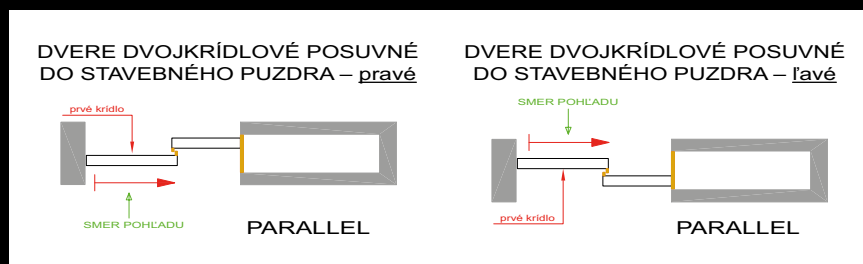 DVERE DVOJKRÍDLOVÉ POSUVNÉ
DO STAVEBNÉHO PUZDRA – pravé
prvé krídlo
SMER POHĽADU
PARALLEL
DVERE DVOJKRÍDLOVÉ POSUVNÉ
DO STAVEBNÉHO PUZDRA – ľavé
SMER POHĽADU
prvé krídlo
PARALLEL